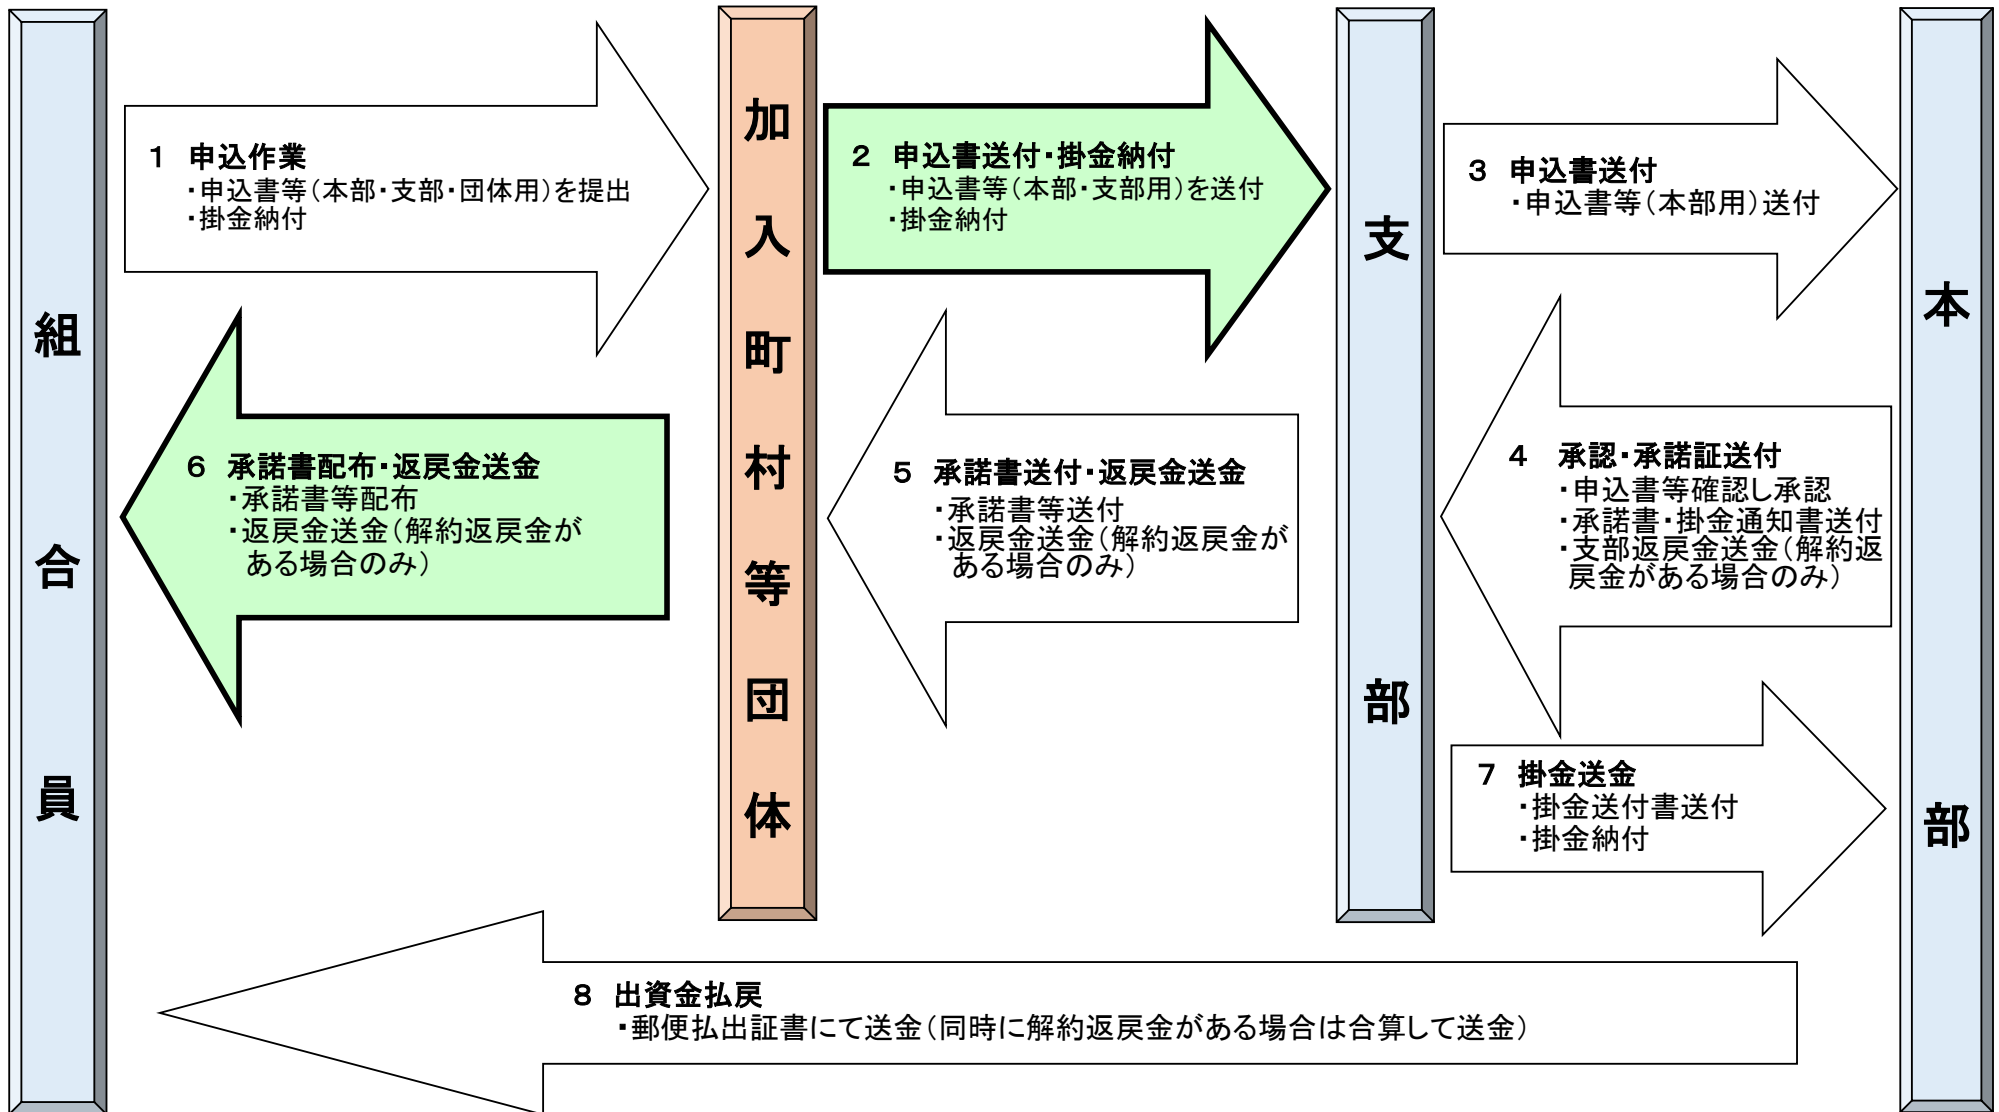 組合員
1 申込作業
・申込書等（本部・支部・団体用）を提出
・掛金納付
加入町村等団体
2 申込書送付・掛金納付
・申込書等（本部・支部用）を送付
・掛金納付
支部
3 申込書送付
・申込書等（本部用）送付
本部
4 承認・承諾証送付
・申込書等確認し承認
・承諾書・掛金通知書送付
・支部返戻金送金（解約返
戻金がある場合のみ）
5 承諾書送付・返戻金送金
・承諾書等送付
・返戻金送金（解約返戻金が
ある場合のみ）
6 承諾書配布・返戻金送金
・承諾書等配布
・返戻金送金（解約返戻金が
ある場合のみ）
7 掛金送金
・掛金送付書送付
・掛金納付
8 出資金払戻
・郵便払出証書にて送金（同時に解約返戻金がある場合は合算して送金）